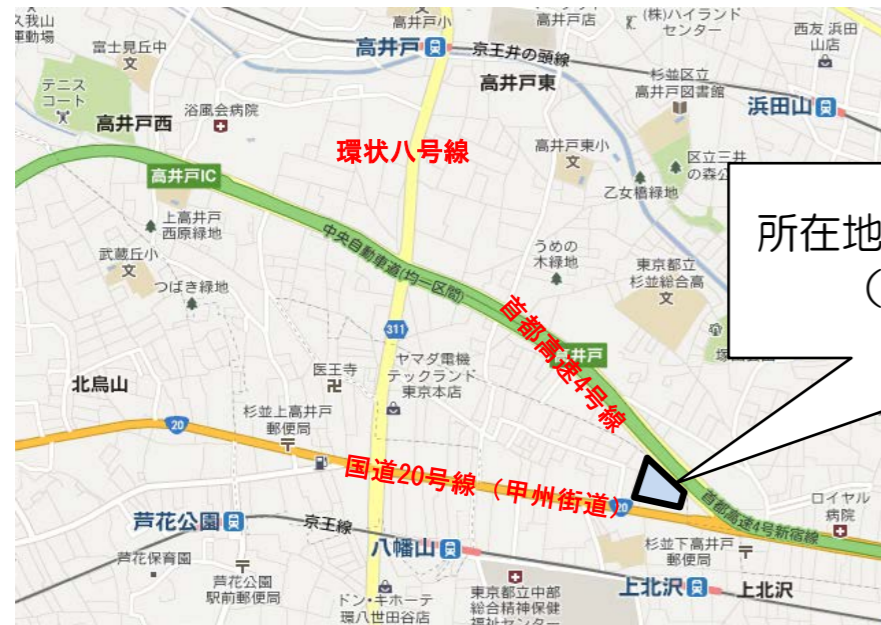 久我山
運動場
富士見丘中
文
高井戸小
文
高井戸店
(株)ハイランド
センター
西友 浜田
山店
高井戸
京王井の頭線
高井戸東
杉並区立
高井戸図書館
浜田山
テニス
コート
浴風会病院
高井戸西
環状八号線
高井戸東小
文
区立三井
の森公
高井戸IC
乙女橋緑地
所在地
(
上高井戸
西原緑地
中央自動車道(均一区間)
うめの
木緑地
東京都立
杉並総合高
文
武蔵丘小
文
つばき緑地
首都高速4号線
311
井戸
北烏山
医王寺
卍
ヤマダ電機
テックランド
東京本店
20
杉並上高井戸
郵便局
〒
国道20号線(甲州街道)
20
首都高速4号新宿線
ロイヤル
病院
芦花公園
京王線
八幡山
杉並下高井戸
郵便局
〒
芦花保育園
〒
芦花公園
駅前郵便局
ドン・キホーテ
環八世田谷店
東京都立中部
総合精神保健
福祉センター
上北沢
上北沢